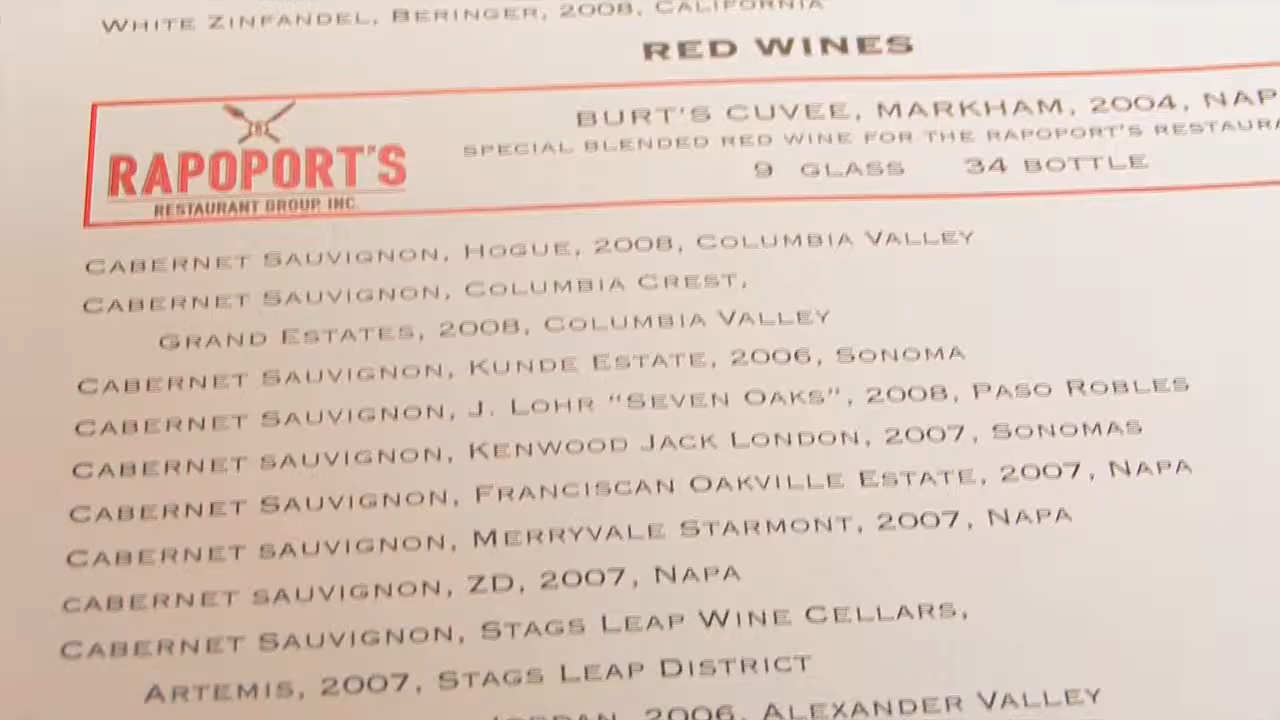 WHITE ZINFANDEL, BERINGER, 2008, CALIFORNIA
RED WINES
RAPOPORT'S
RESTAURANT GROUP INC.
BURT'S CUVEE, MARKHAM, 2004, NAP
SPECIAL BLENDED RED WINE FOR THE RAPOPORT'S RESTAURA
9 GLASS 34 BOTTLE
CABERNET SAUVIGNON, HOGUE, 2008, COLUMBIA VALLEY
CABERNET SAUVIGNON, COLUMBIA CREST,
GRAND ESTATES, 2008, COLUMBIA VALLEY
CABERNET SAUVIGNON, KUNDE ESTATE, 2006, SONOMA
CABERNET SAUVIGNON, J. LOHR "SEVEN OAKS", 2008, PASO ROBLES
CABERNET SAUVIGNON, KENWOOD JACK LONDON, 2007, SONOMAS
CABERNET SAUVIGNON, FRANCISCAN OAKVILLE ESTATE, 2007, NAPA
CABERNET SAUVIGNON, MERRYVALE STARMONT, 2007, NAPA
CABERNET SAUVIGNON, ZD, 2007, NAPA
CABERNET SAUVIGNON, STAGS LEAP WINE CELLARS,
ARTEMIS, 2007, STAGS LEAP DISTRICT
JORDAN, 2006, ALEXANDER VALLEY